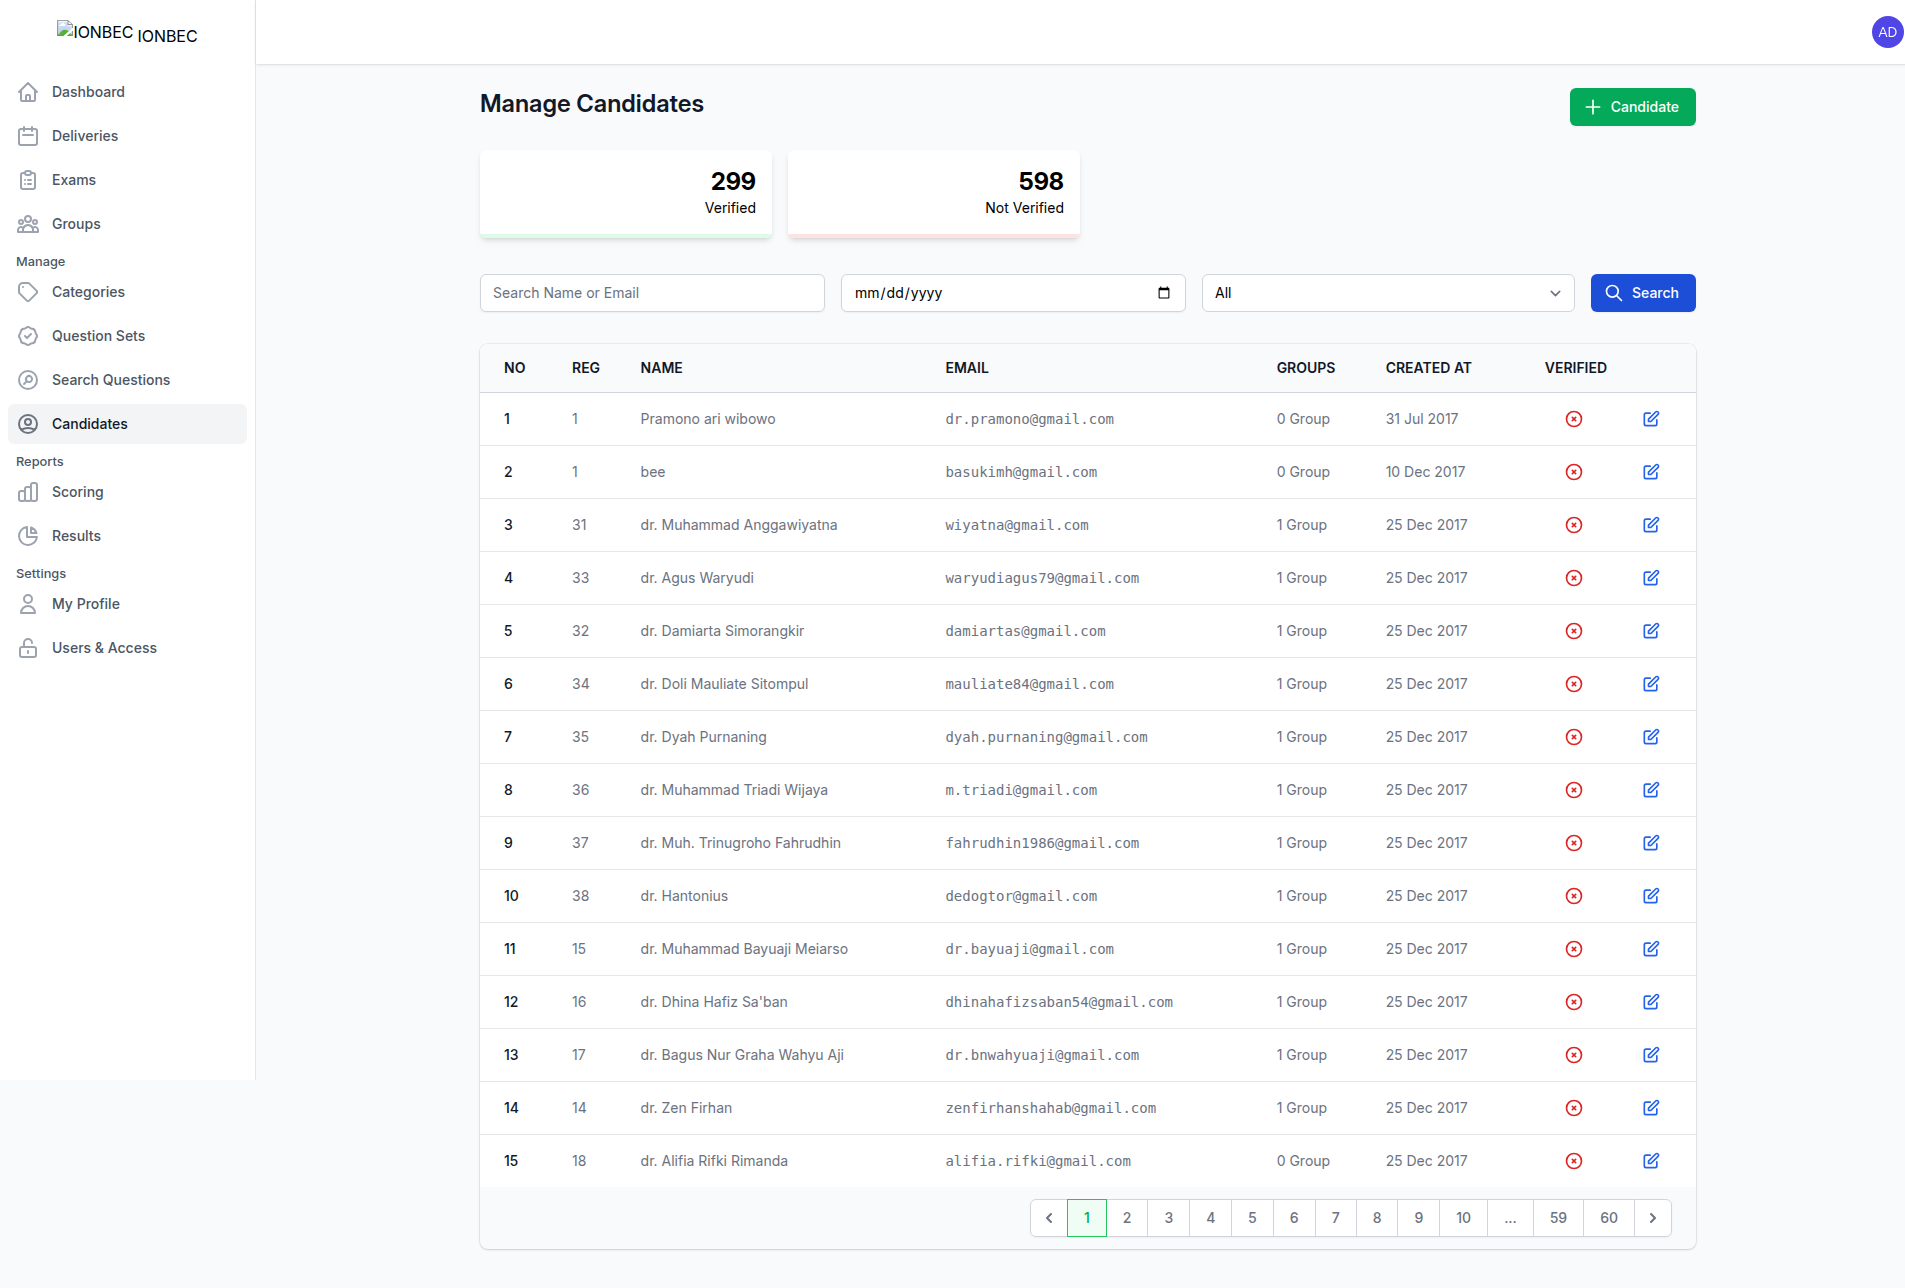 IONBEC IONBEC
AD
Dashboard
Deliveries
Exams
Groups
Manage
Categories
Question Sets
Search Questions
Candidates
Reports
Scoring
Results
Settings
My Profile
Users & Access
Manage Candidates
Candidate
299
Verified
598
Not Verified
Search Name or Email
mm/dd/yyyy
All
Search
NO REG NAME EMAIL GROUPS CREATED AT VERIFIED
1 1 Pramono ari wibowo dr.pramono@gmail.com 0 Group 31 Jul 2017
2 1 bee basukimh@gmail.com 0 Group 10 Dec 2017
3 31 dr. Muhammad Anggawiyatna wiyatna@gmail.com 1 Group 25 Dec 2017
4 33 dr. Agus Waryudi waryudiagus79@gmail.com 1 Group 25 Dec 2017
5 32 dr. Damiarta Simorangkir damiartas@gmail.com 1 Group 25 Dec 2017
6 34 dr. Doli Mauliate Sitompul mauliate84@gmail.com 1 Group 25 Dec 2017
7 35 dr. Dyah Purnaning dyah.purnaning@gmail.com 1 Group 25 Dec 2017
8 36 dr. Muhammad Triadi Wijaya m.triadi@gmail.com 1 Group 25 Dec 2017
9 37 dr. Muh. Trinugroho Fahrudhin fahrudhin1986@gmail.com 1 Group 25 Dec 2017
10 38 dr. Hantonius dedogtor@gmail.com 1 Group 25 Dec 2017
11 15 dr. Muhammad Bayuaji Meiarso dr.bayuaji@gmail.com 1 Group 25 Dec 2017
12 16 dr. Dhina Hafiz Sa'ban dhinahafizsaban54@gmail.com 1 Group 25 Dec 2017
13 17 dr. Bagus Nur Graha Wahyu Aji dr.bnwahyuaji@gmail.com 1 Group 25 Dec 2017
14 14 dr. Zen Firhan zenfirhanshahab@gmail.com 1 Group 25 Dec 2017
15 18 dr. Alifia Rifki Rimanda alifia.rifki@gmail.com 0 Group 25 Dec 2017
1 2 3 4 5 6 7 8 9 10 ... 59 60